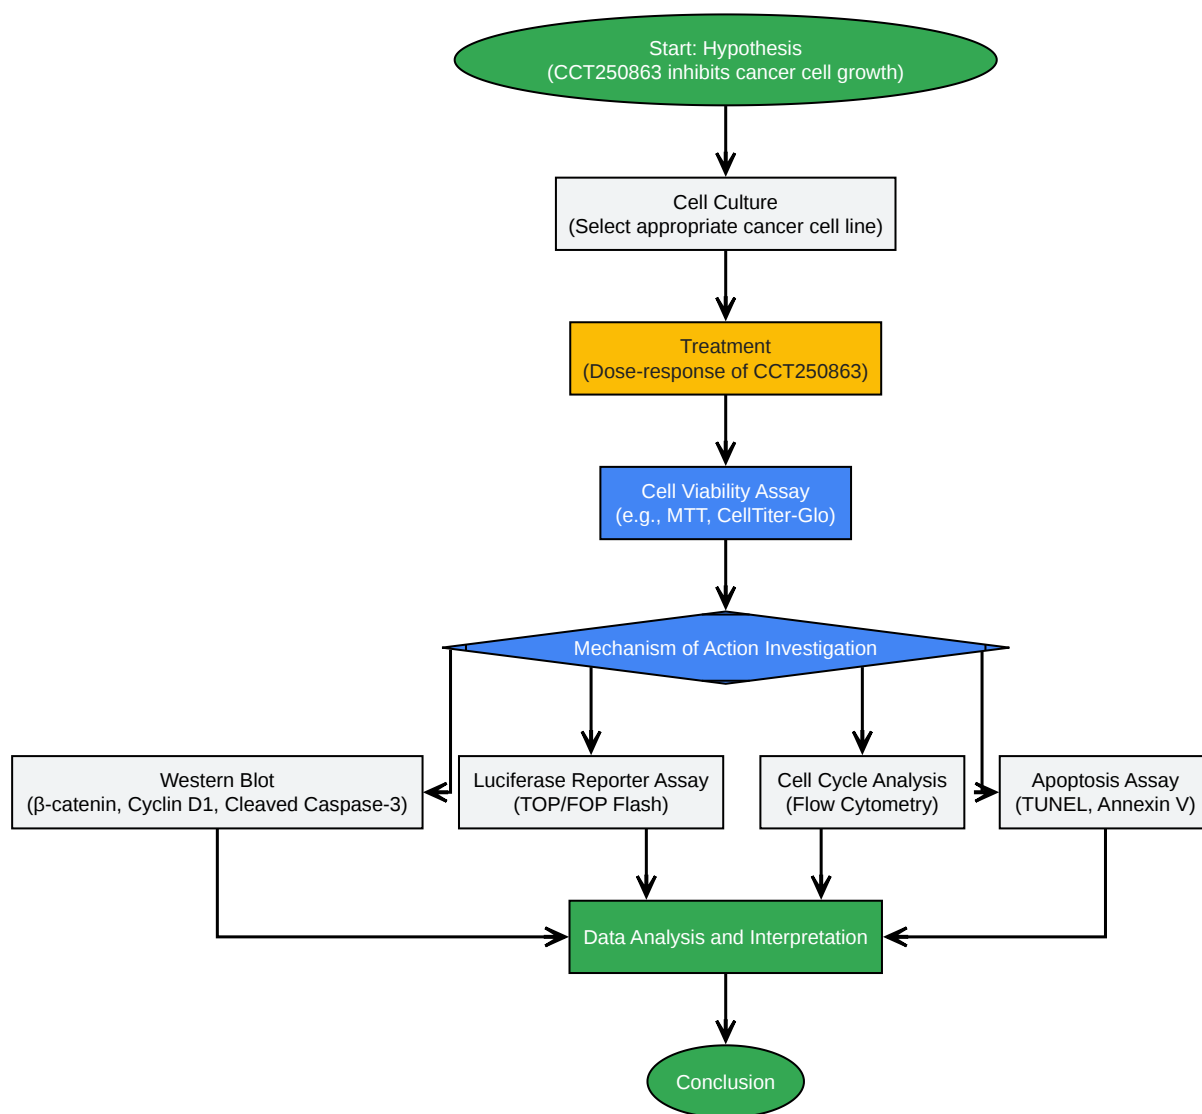 Start: Hypothesis
(CCT250863 inhibits cancer cell growth)
Cell Culture
(Select appropriate cancer cell line)
Treatment
(Dose-response of CCT250863)
Cell Viability Assay
(e.g., MTT, CellTiter-Glo)
Mechanism of Action Investigation
Western Blot
(β-catenin, Cyclin D1, Cleaved Caspase-3)
Luciferase Reporter Assay
(TOP/FOP Flash)
Cell Cycle Analysis
(Flow Cytometry)
Apoptosis Assay
(TUNEL, Annexin V)
Data Analysis and Interpretation
Conclusion